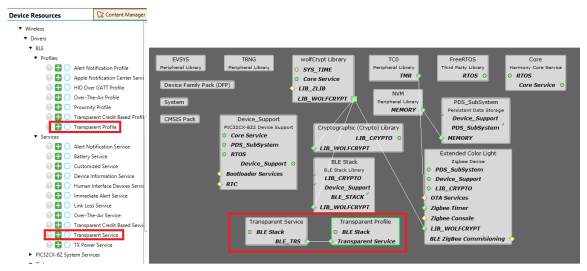 Device Resources
Content Manager
Wireless
Drivers
BLE
Profiles
Alert Notification Profile
Apple Notification Center Servi
HID Over GATT Profile
Over-The-Air Profile
Proximity Profile
Transparent Credit Based Profil
Transparent Profile
Services
Alert Notification Service
Battery Service
Customized Service
Device Information Service
Human Interface Devices Servic
Immediate Alert Service
Link Loss Service
Over-The-Air Service
Transparent Credit Based Servi
Transparent Service
TX Power Service
PIC32CX-BZ System Services
EVSYS
Peripheral Library
TRNG
Peripheral Library
wolfCrypt Library
SYS_TIME
Core Service
LIB_ZLIB
LIB_WOLFCRYPT
TC0
Peripheral Library
TMR
FreeRTOS
Third Party Library
RTOS
Core
Harmony Core Service
RTOS
Core Service
Device Family Pack (DFP)
System
CMSIS Pack
NVM
Peripheral Library
MEMORY
PDS_SubSystem
Persistent Data Storage
Device_Support
PDS_SubSystem
MEMORY
Device_Support
PIC32CX-BZ2 Device Support
Core Service
PDS_SubSystem
RTOS
Device_Support
Bootloader Services
RTC
Cryptographic (Crypto) Library
LIB_CRYPTO
LIB_WOLFCRYPT
BLE Stack
BLE Stack Library
LIB_CRYPTO
Device_Support
BLE_STACK
LIB_WOLFCRYPT
Extended Color Light
Zigbee Device
PDS_SubSystem
Device_Support
LIB_CRYPTO
OTA Services
Zigbee Timer
Zigbee Console
LIB_WOLFCRYPT
BLE ZigBee Commisioning
Transparent Service
BLE Stack
BLE_TRS
Transparent Profile
BLE Stack
Transparent Service